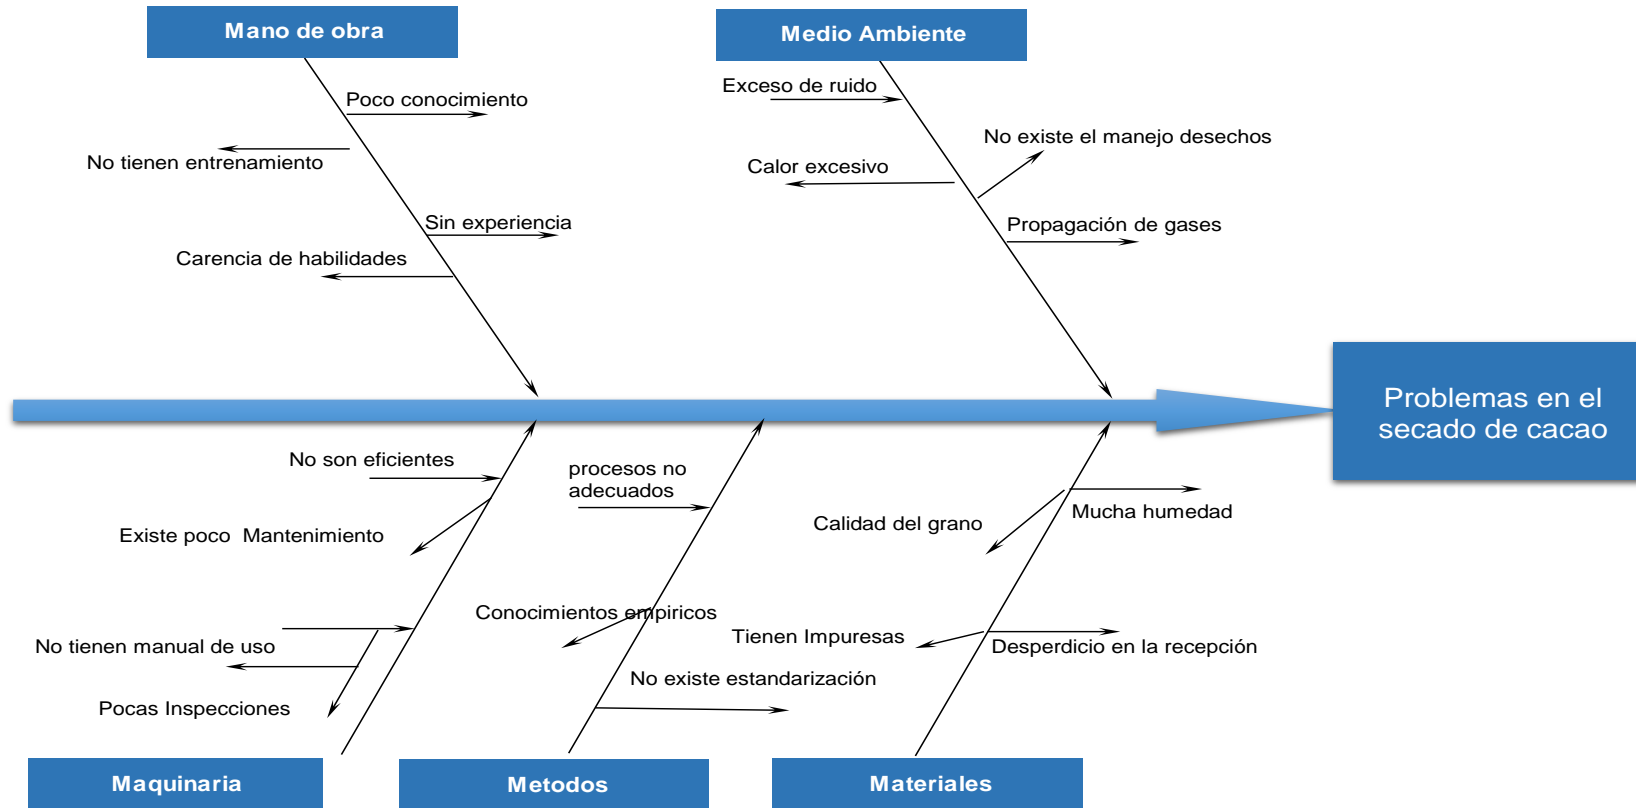 Mano de obra
Medio Ambiente
Poco conocimiento
No tienen entrenamiento
Sin experiencia
Carencia de habilidades
Exceso de ruido
No existe el manejo desechos
Calor excesivo
Propagación de gases
Problemas en el
secado de cacao
No son eficientes
Existe poco  Mantenimiento
No tienen manual de uso
Pocas Inspecciones
procesos no
adecuados
Conocimientos empiricos
No existe estandarización
Calidad del grano
Mucha humedad
Tienen Impuresas
Desperdicio en la recepción
Maquinaria
Metodos
Materiales